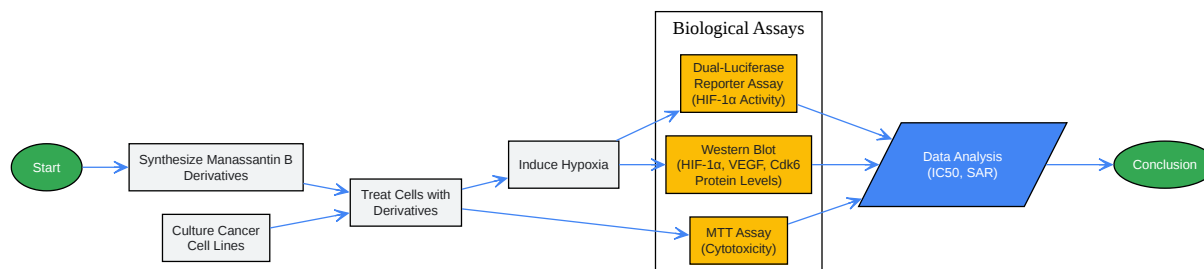 Start
Synthesize Manassantin B
Derivatives
Culture Cancer
Cell Lines
Treat Cells with
Derivatives
Induce Hypoxia
Biological Assays
Dual-Luciferase
Reporter Assay
(HIF-1α Activity)
Western Blot
(HIF-1α, VEGF, Cdk6
Protein Levels)
MTT Assay
(Cytotoxicity)
Data Analysis
(IC50, SAR)
Conclusion